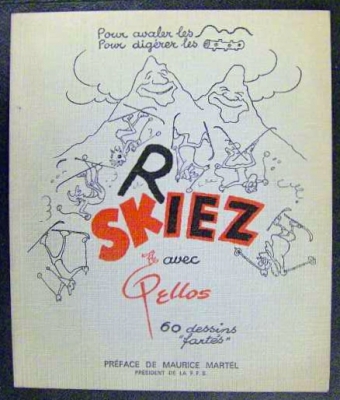 Pour avaler les
Pour digérer les
R
SKIEZ
avec
Pellos
60 dessins
"fartés"
PRÉFACE DE MAURICE MARTEL
PRÉSIDENT DE LA F. F. S.